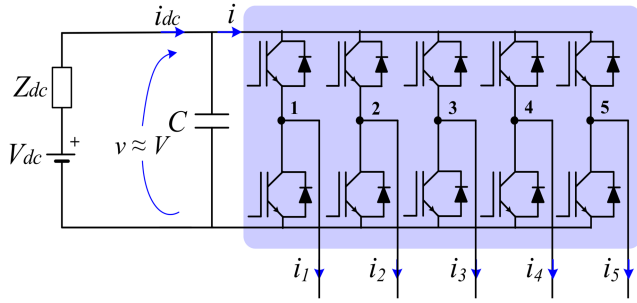 i_dc i
Z_dc
V_dc +
v ≈ V
C
1 2 3 4 5
i_1 i_2 i_3 i_4 i_5